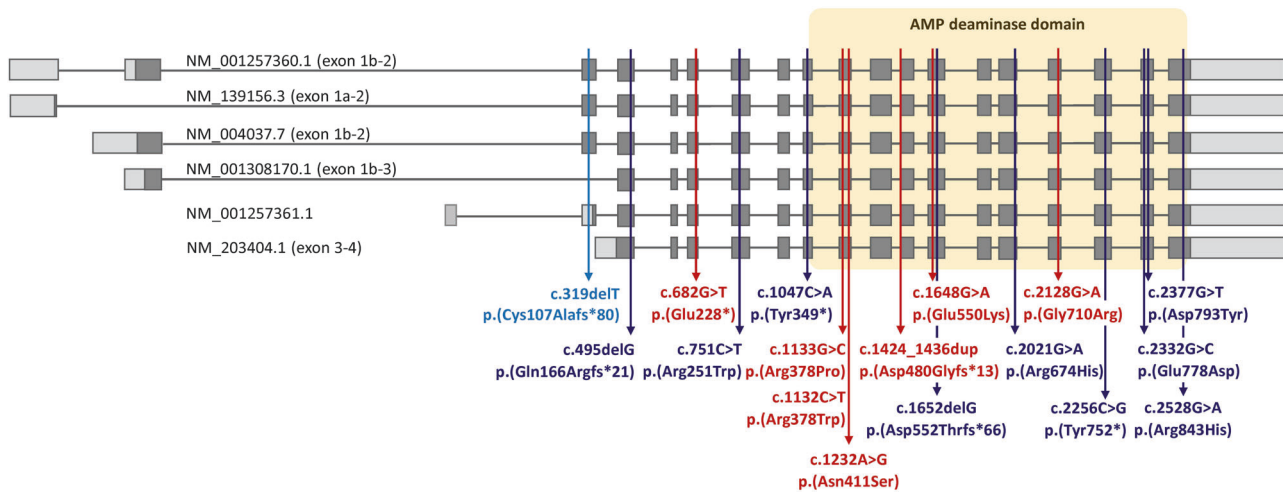 AMP deaminase domain
NM_001257360.1 (exon 1b-2)
NM_139156.3 (exon 1a-2)
NM_004037.7 (exon 1b-2)
NM_001308170.1 (exon 1b-3)
NM_001257361.1
NM_203404.1 (exon 3-4)
c.319delT
p.(Cys107Alafs*80)
c.682G>T
p.(Glu228*)
c.1047C>A
p.(Tyr349*)
c.1648G>A
p.(Glu550Lys)
c.2128G>A
p.(Gly710Arg)
c.2377G>T
p.(Asp793Tyr)
c.495delG
p.(Gln166Argfs*21)
c.751C>T
p.(Arg251Trp)
c.1133G>C
p.(Arg378Pro)
c.1424_1436dup
p.(Asp480Glyfs*13)
c.2021G>A
p.(Arg674His)
c.2332G>C
p.(Glu778Asp)
c.1132C>T
p.(Arg378Trp)
c.1652delG
p.(Asp552Thrfs*66)
c.2256C>G
p.(Tyr752*)
c.2528G>A
p.(Arg843His)
c.1232A>G
p.(Asn411Ser)